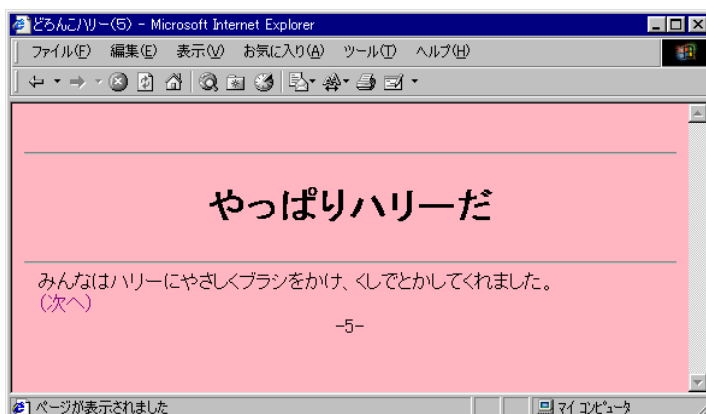 どろんこハリー(5) - Microsoft Internet Explorer
ファイル(F) 編集(E) 表示(V) お気に入り(A) ツール(T) ヘルプ(H)
やっぱりハリーだ
みんなはハリーにやさしくブラシをかけ、くしでとかしてくれました。
(次へ)
-5-
ページが表示されました マイ コンピュータ